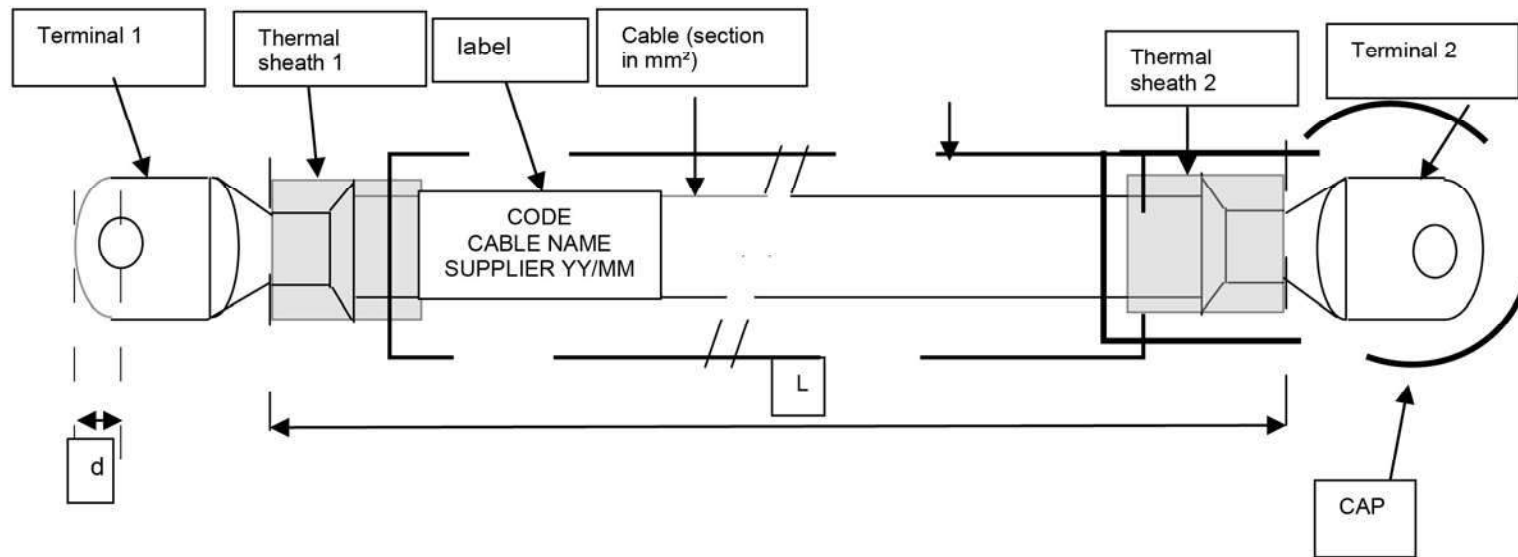 Terminal 1
Thermal
sheath 1
label
Cable (section
in mm²)
Thermal
sheath 2
Terminal 2
CODE
CABLE NAME
SUPPLIER YY/MM
L
d
CAP